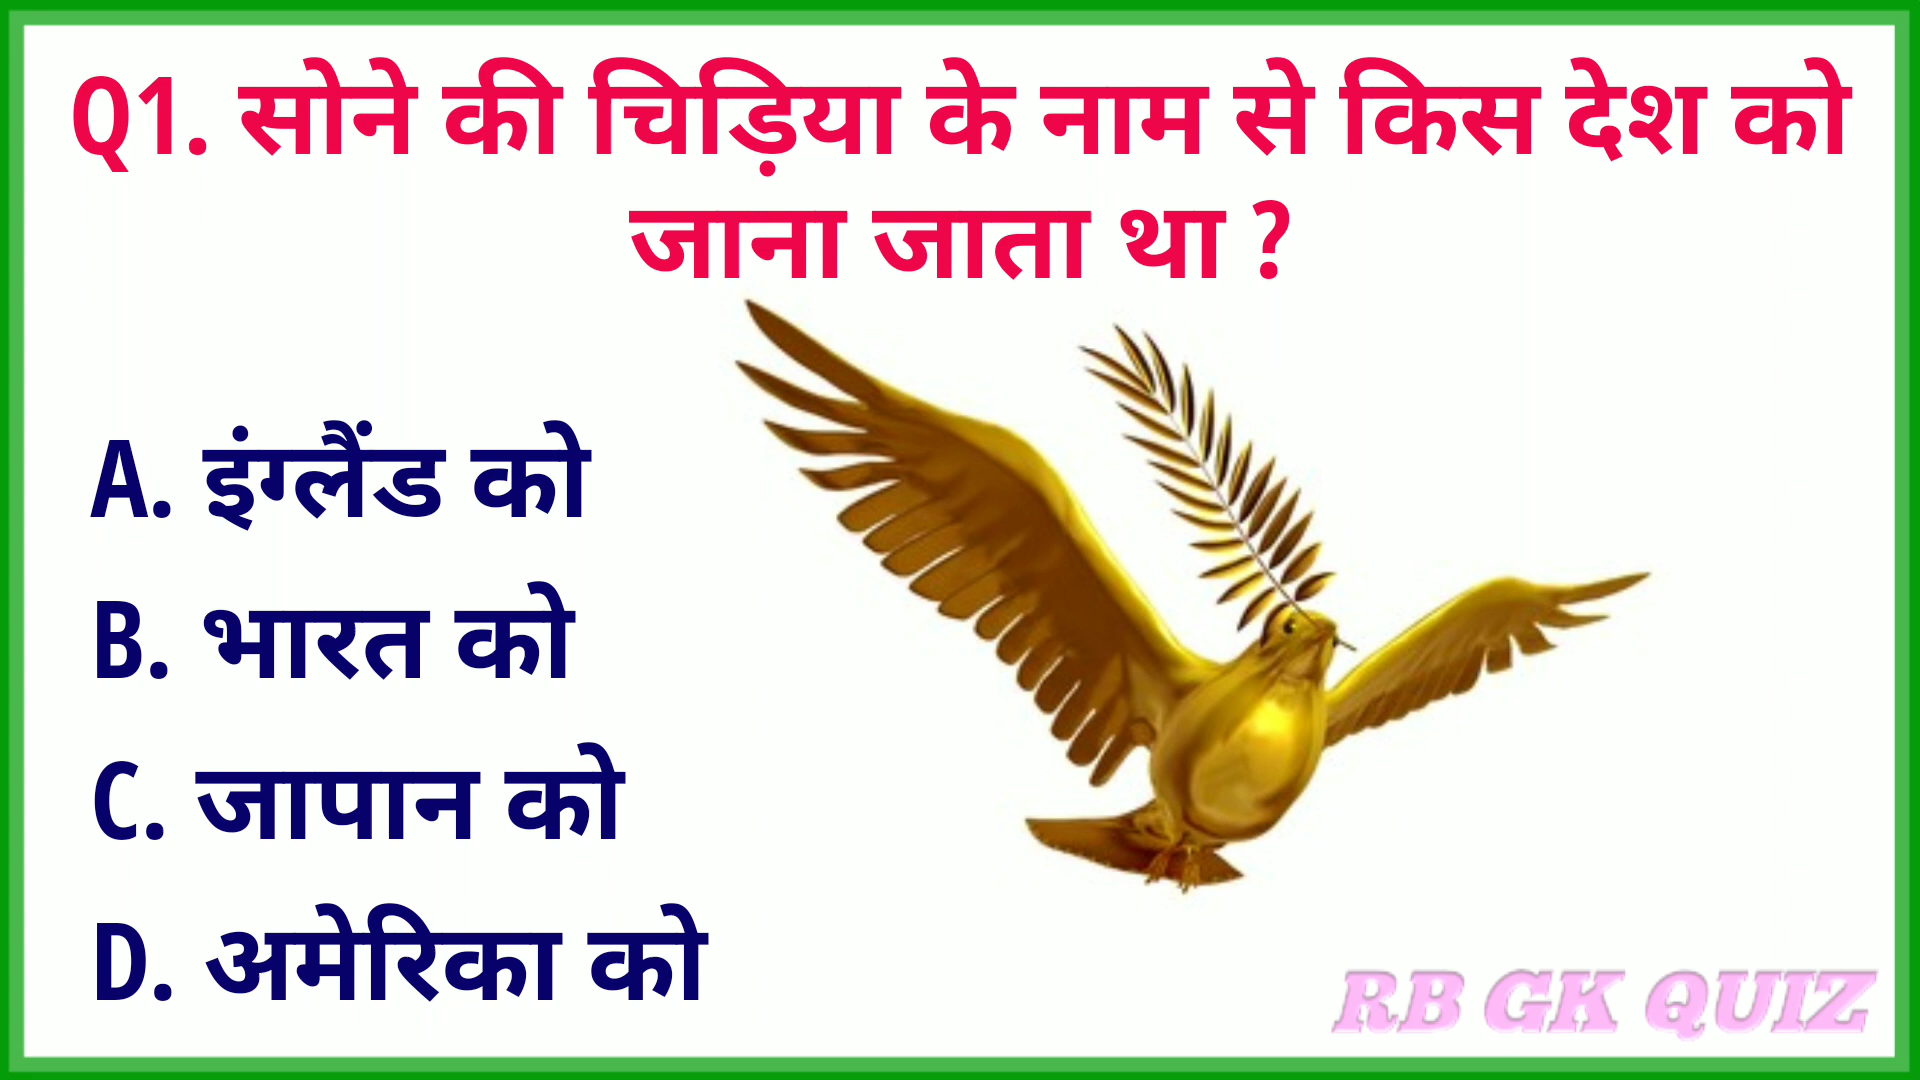 Q1. सोने की चिड़िया के नाम से किस देश को
जाना जाता था ?
A. इंग्लैंड को
B. भारत को
C. जापान को
D. अमेरिका को
RB GK QUIZ